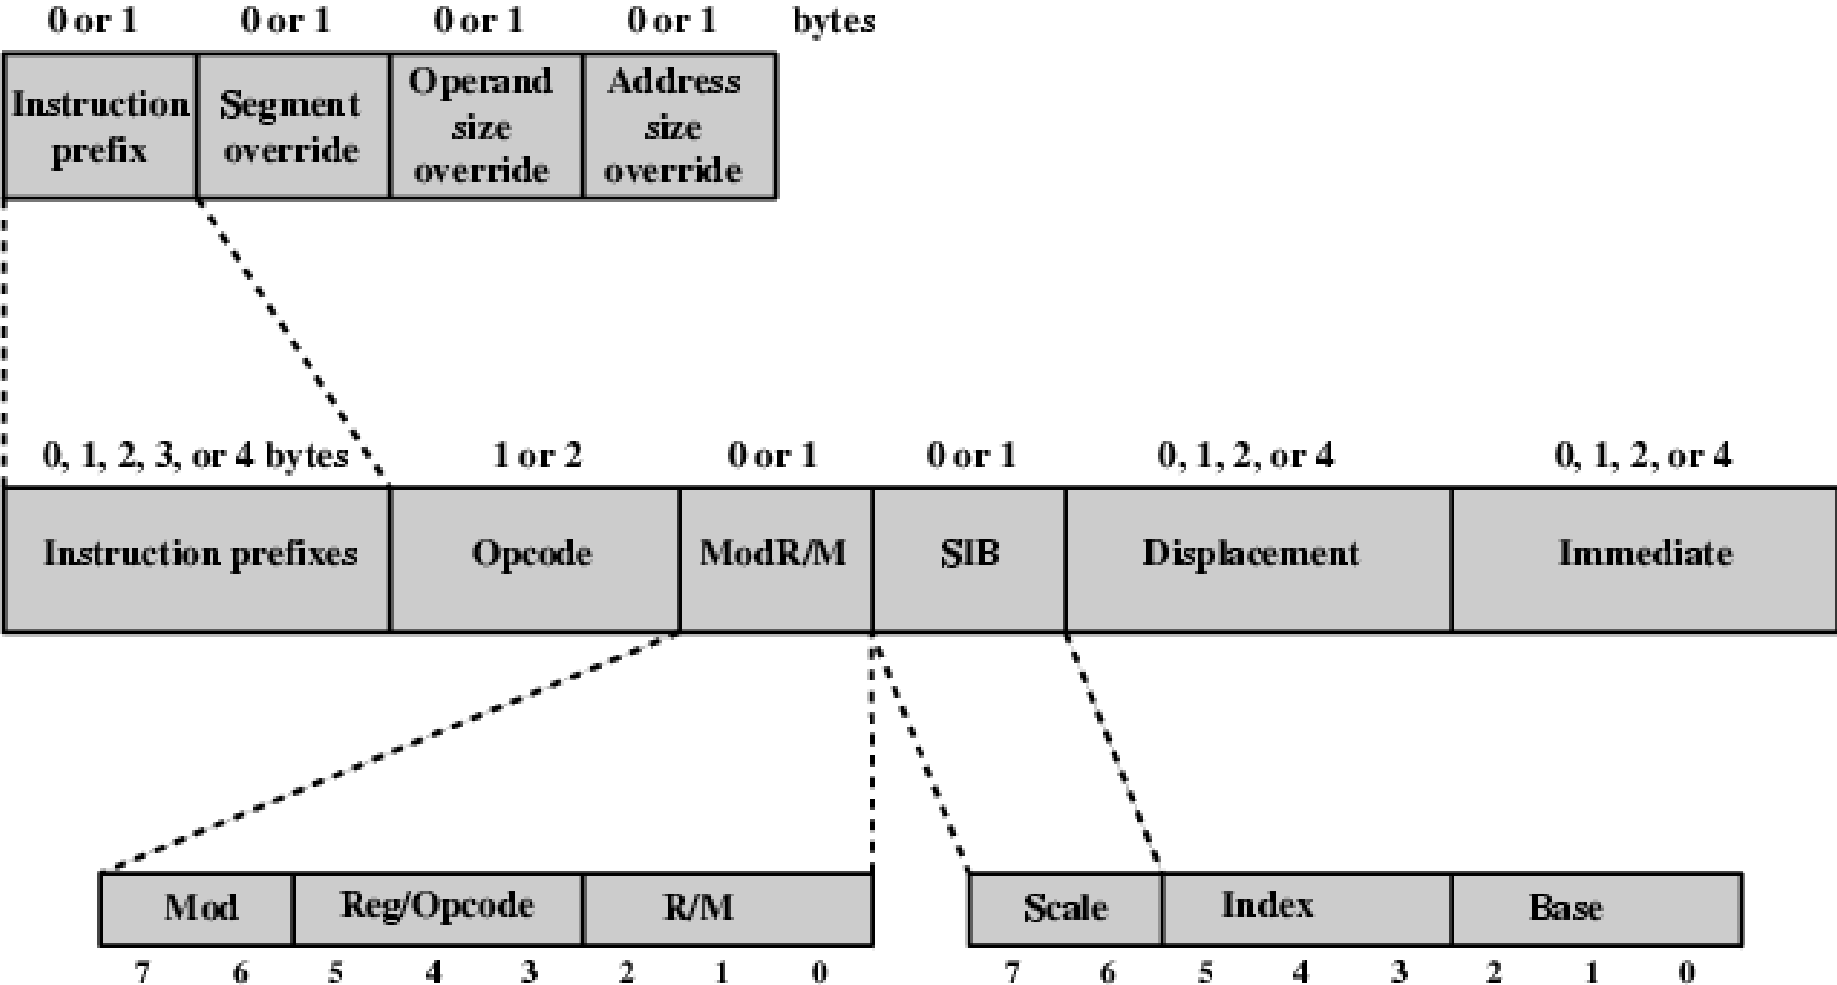 0 or 1 0 or 1 0 or 1 0 or 1 bytes
Instruction prefix
Segment override
Operand size override
Address size override
0, 1, 2, 3, or 4 bytes 1 or 2 0 or 1 0 or 1 0, 1, 2, or 4 0, 1, 2, or 4
Instruction prefixes Opcode ModR/M SIB Displacement Immediate
Mod Reg/Opcode R/M Scale Index Base
7 6 5 4 3 2 1 0 7 6 5 4 3 2 1 0